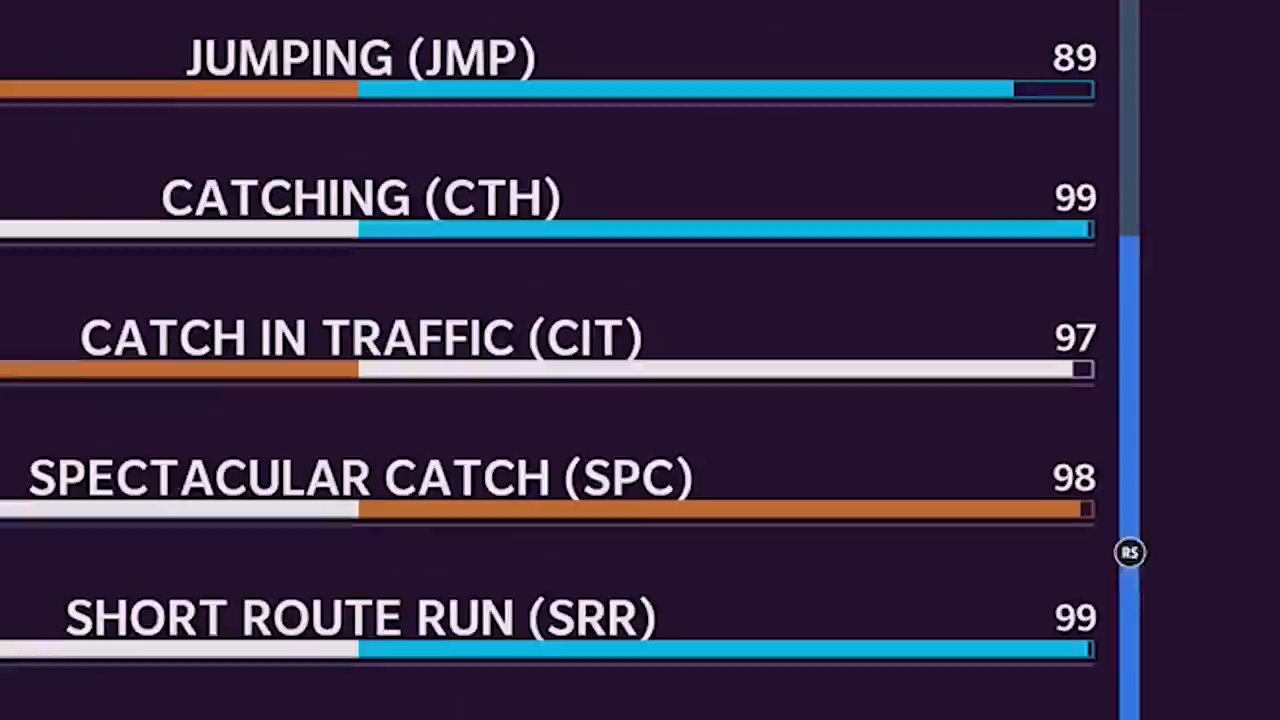 JUMPING (JMP) 89
CATCHING (CTH) 99
CATCH IN TRAFFIC (CIT) 97
SPECTACULAR CATCH (SPC) 98
RS
SHORT ROUTE RUN (SRR) 99